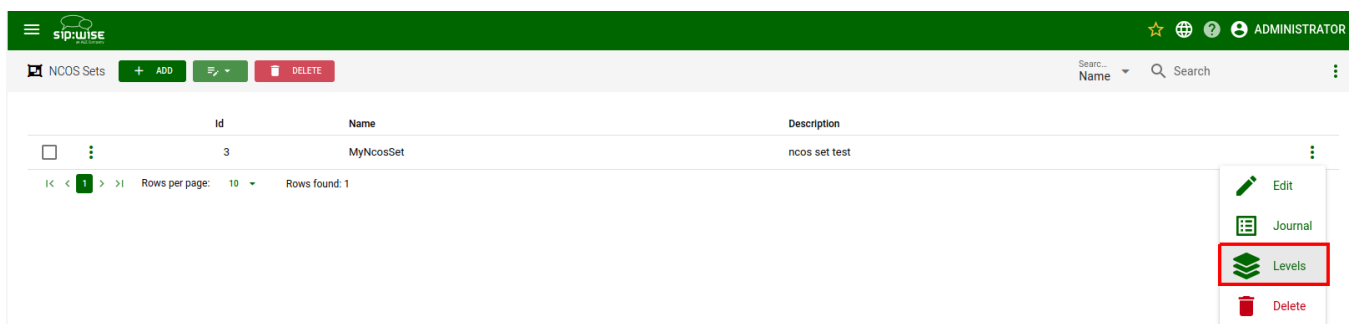 sip:wise
ADMINISTRATOR
NCOS Sets + ADD DELETE Searc... Name Search
Id Name Description
3 MyNcosSet ncos set test
1 Rows per page: 10 Rows found: 1
Edit
Journal
Levels
Delete